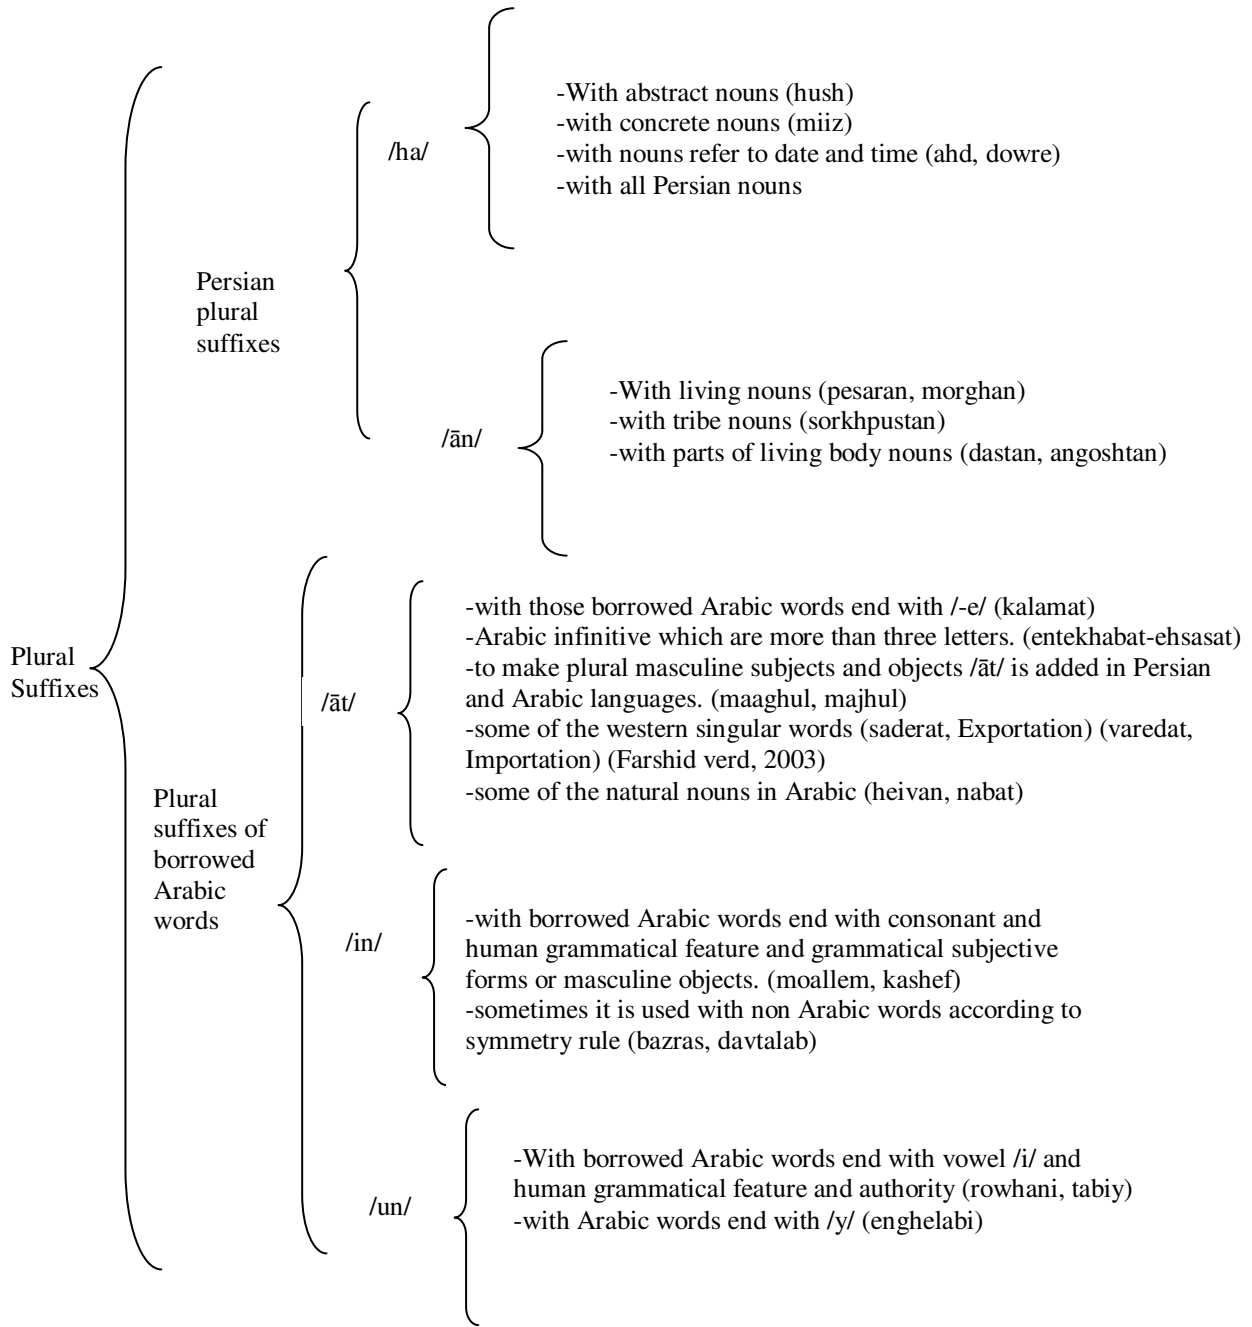 Plural
Suffixes
Persian
plural
suffixes
/ha/
-With abstract nouns (hush)
-with concrete nouns (miiz)
-with nouns refer to date and time (ahd, dowre)
-with all Persian nouns
/ān/
-With living nouns (pesaran, morghan)
-with tribe nouns (sorkhpustan)
-with parts of living body nouns (dastan, angoshtan)
Plural
suffixes of
borrowed
Arabic
words
/āt/
-with those borrowed Arabic words end with /-e/ (kalamat)
-Arabic infinitive which are more than three letters. (entekhabat-ehsasat)
-to make plural masculine subjects and objects /āt/ is added in Persian
and Arabic languages. (maaghul, majhul)
-some of the western singular words (saderat, Exportation) (varedat,
Importation) (Farshid verd, 2003)
-some of the natural nouns in Arabic (heivan, nabat)
/in/
-with borrowed Arabic words end with consonant and
human grammatical feature and grammatical subjective
forms or masculine objects. (moallem, kashef)
-sometimes it is used with non Arabic words according to
symmetry rule (bazras, davtalab)
/un/
-With borrowed Arabic words end with vowel /i/ and
human grammatical feature and authority (rowhani, tabiy)
-with Arabic words end with /y/ (enghelabi)